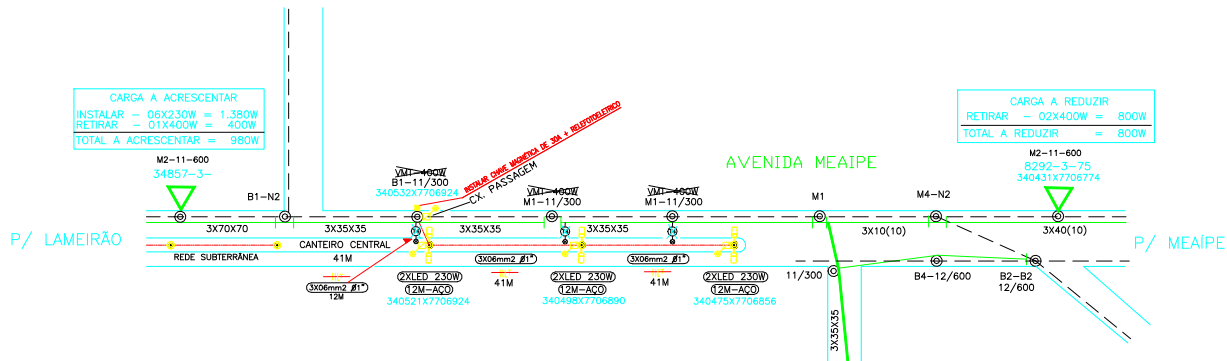 CARGA A ACRESCENTAR
INSTALAR - 06X230W = 1.380W
RETIRAR - 01X400W = 400W
TOTAL A ACRESCENTAR = 980W
M2-11-600
34857-3-
B1-N2
VM1-400W
B1-11/300
340532X7706924
INSTALAR CHAVE MAGNÉTICA DE 30A + RELEFOTOELETRICO
CX. PASSAGEM
VM1-400W
M1-11/300
VM1-400W
M1-11/300
AVENIDA MEAIPE
M1
M4-N2
CARGA A REDUZIR
RETIRAR - 02X400W = 800W
TOTAL A REDUZIR = 800W
M2-11-600
8292-3-75
340431X7706774
3X70X70
3X35X35
3X35X35
3X35X35
3X10(10)
3X40(10)
P/ LAMEIRÃO
CANTEIRO CENTRAL
P/ MEAÍPE
REDE SUBTERRÂNEA
41M
3X06mm2 Ø1"
12M
2XLED 230W
12M-AÇO
340521X7706924
3X06mm2 Ø1"
41M
2XLED 230W
12M-AÇO
340498X7706890
3X06mm2 Ø1"
41M
2XLED 230W
12M-AÇO
340475X7706856
11/300
B4-12/600
B2-B2
12/600
3X35X35